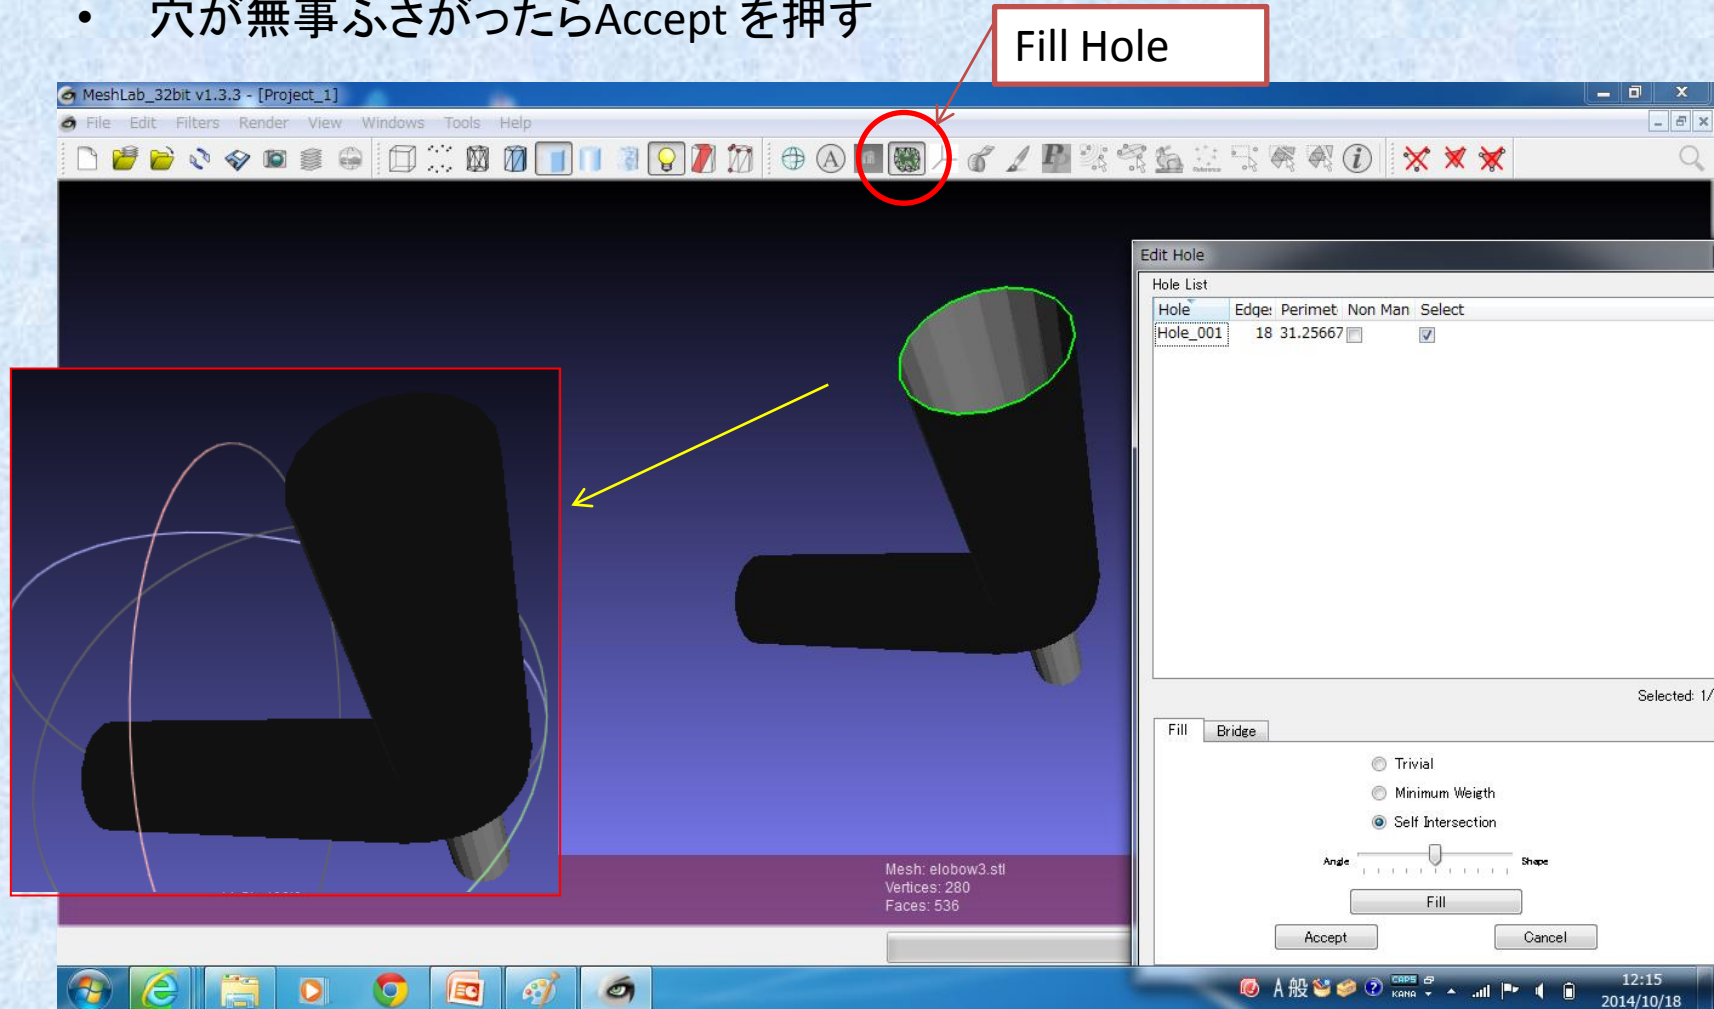 • 穴が無事ふさがったらAccept を押す
Fill Hole
MeshLab_32bit v1.3.3 - [Project_1]
File Edit Filters Render View Windows Tools Help
Edit Hole
Hole List
Hole Edge: Perimet Non Man Select
Hole_001 18 31.25667
Selected: 1/
Fill Bridge
Trivial
Minimum Weigth
Self Intersection
Angle Shape
Fill
Accept Cancel
Mesh: elobow3.stl
Vertices: 280
Faces: 536
A 般 CAPS KANA 12:15
2014/10/18